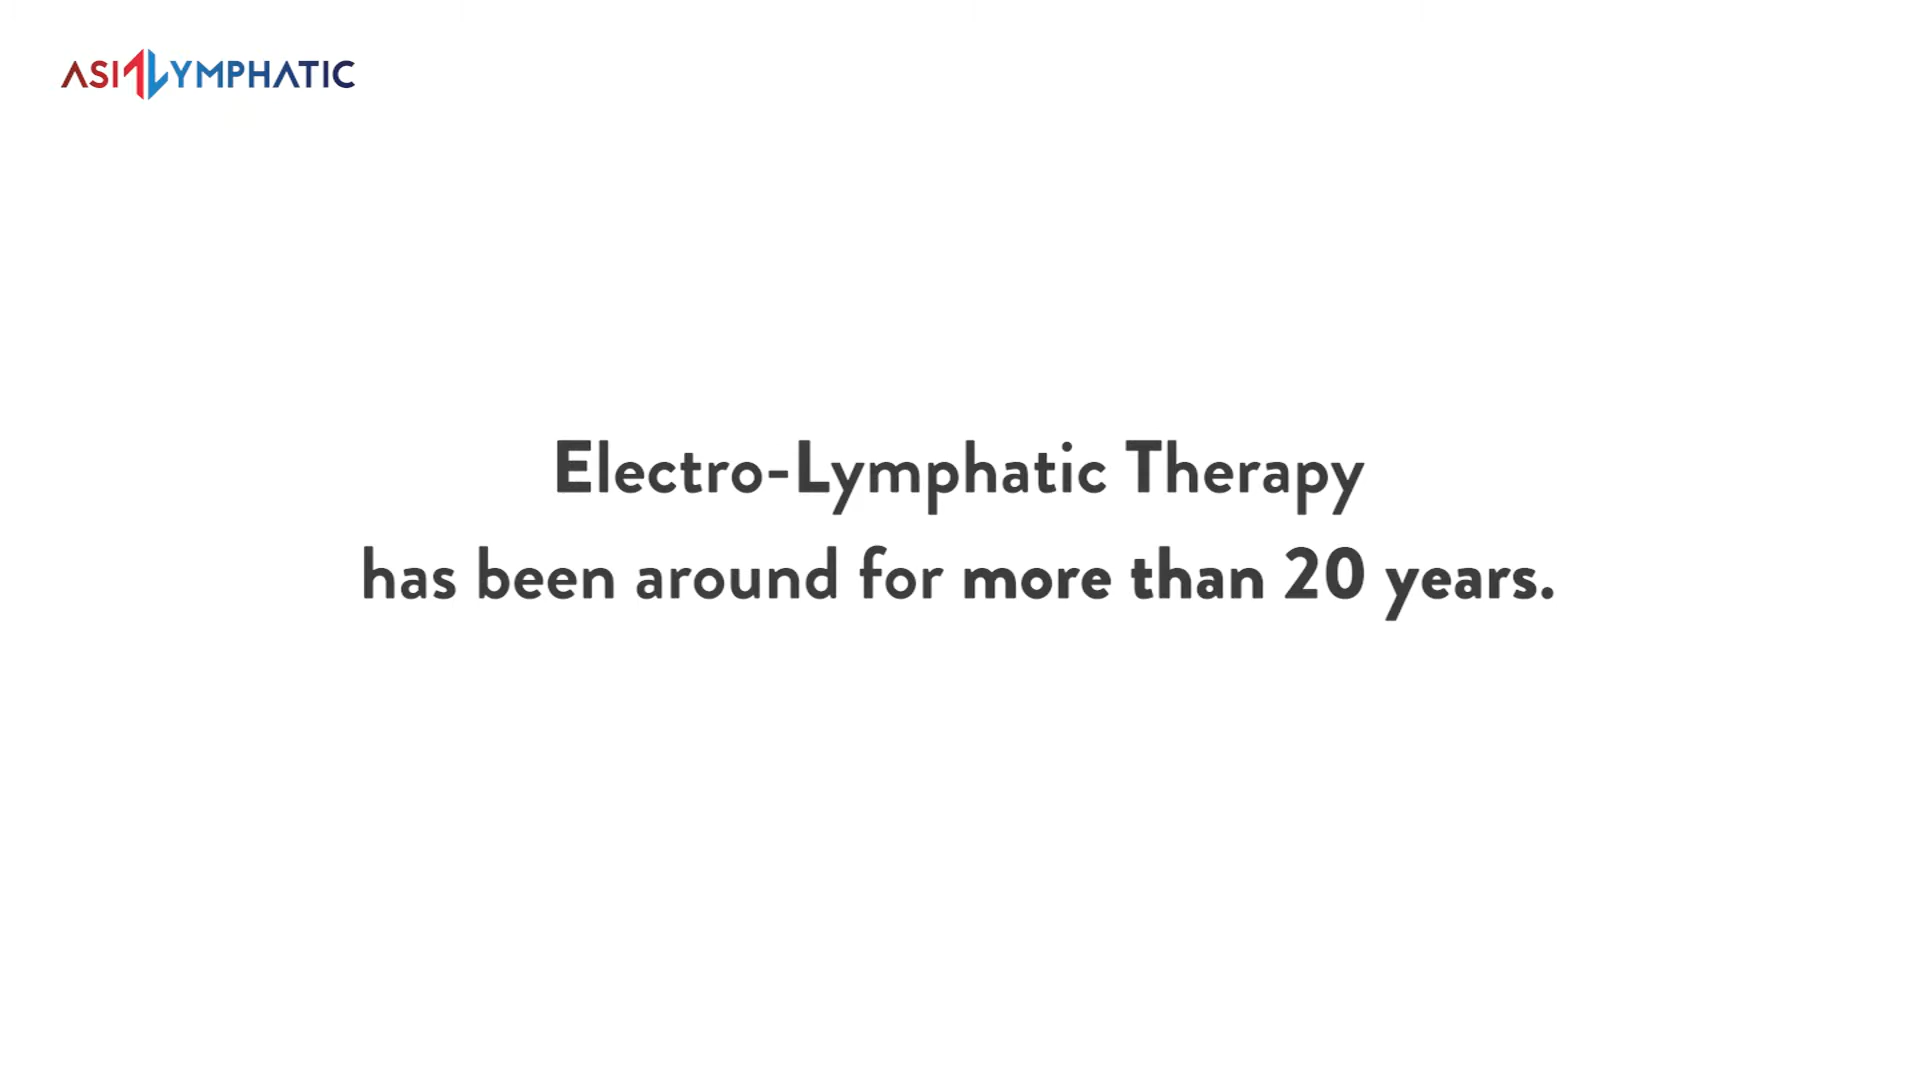 ASIALYMPHATIC
Electro-Lymphatic Therapy
has been around for more than 20 years.